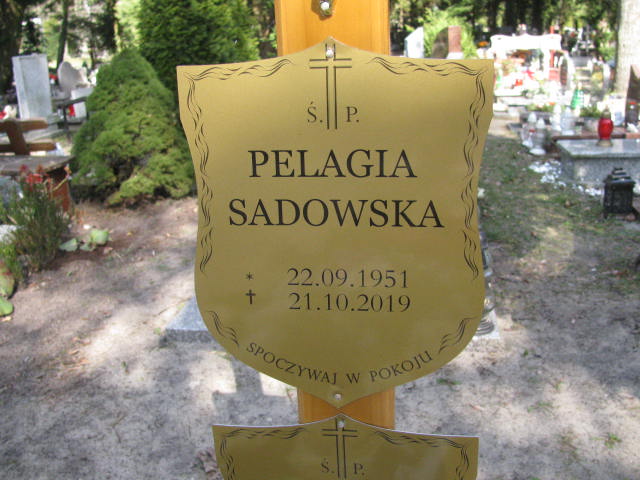 Ś. P.
PELAGIA
SADOWSKA
* 22.09.1951
† 21.10.2019
SPOCZYWAJ W POKOJU
Ś. P.